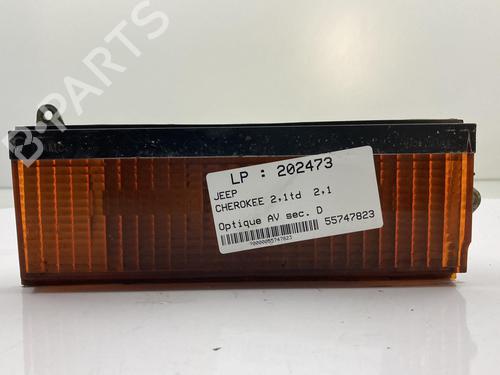 B-PARTS
LP : 202473
JEEP
CHEROKEE 2,1td 2,1
Optique AV sec. D
55747823